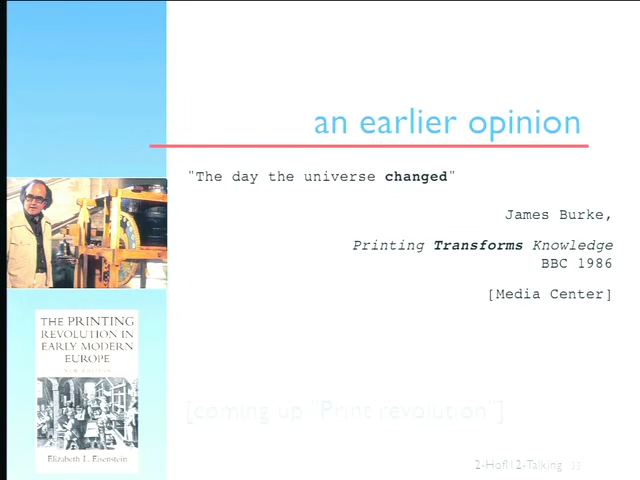 an earlier opinion
"The day the universe changed"
James Burke,
Printing Transforms Knowledge
BBC 1986
[Media Center]
THE PRINTING
REVOLUTION IN
EARLY MODERN
EUROPE
Elizabeth L. Eisenstein
[coming up "Print revolution"]